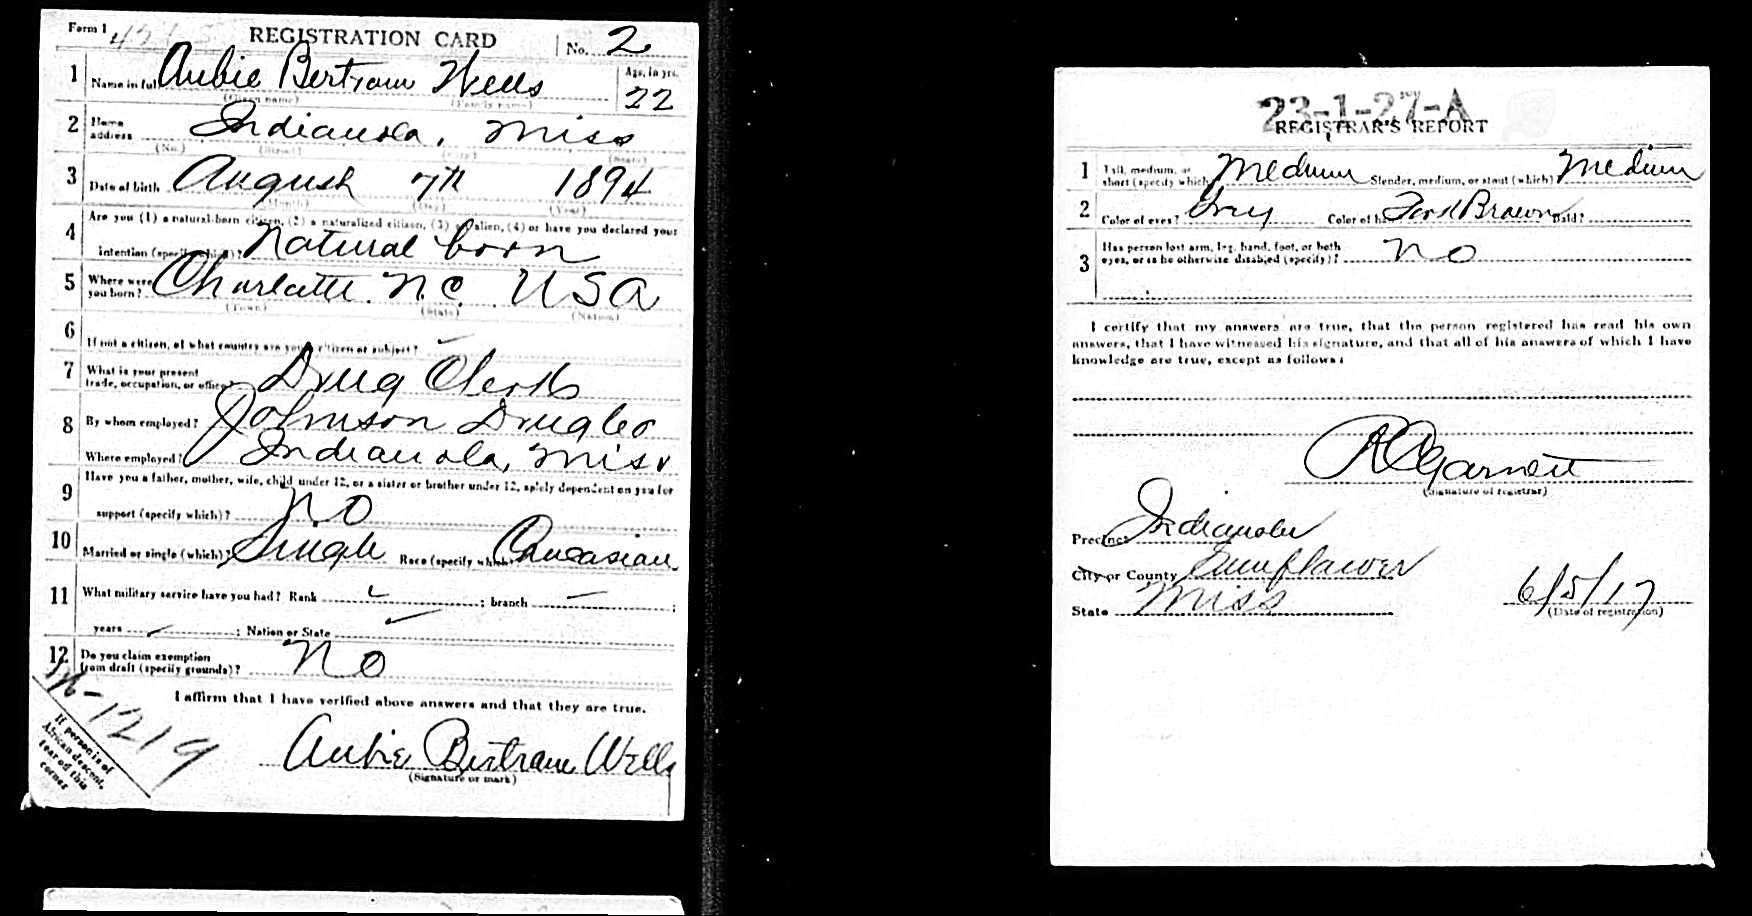 Form 1
REGISTRATION CARD
No. 2
1 Name in full Aubie Bertram Wells
(Given name) (Family name)
Age, in yrs. 22
2 Home address Indianola, Miss
(No.) (Street) (City) (State)
3 Date of birth August 7th 1894
(Month) (Day) (Year)
4 Are you (1) a natural-born citizen, (2) a naturalized citizen, (3) an alien, (4) or have you declared your
intention (specify which)? Natural born
5 Where were you born? Charlotte N.C. USA
(Town) (State) (Nation)
6 If not a citizen, of what country are you a citizen or subject?
7 What is your present trade, occupation, or office? Drug Clerk
8 By whom employed? Johnson Drug Co
Where employed? Indianola, Miss
9 Have you a father, mother, wife, child under 12, or a sister or brother under 12, solely dependent on you for
support (specify which)? NO
10 Married or single (which)? Single Race (specify which)? Caucasian
11 What military service have you had? Rank ; branch ;
years ; Nation or State
12 Do you claim exemption from draft (specify grounds)? No
I affirm that I have verified above answers and that they are true.
Aubie Bertram Wells
(Signature or mark)
If person is of
African descent,
tear off this
corner
1219
23-1-27-A
REGISTRAR'S REPORT
1 Tall, medium, or short (specify which) Medium Slender, medium, or stout (which) Medium
2 Color of eyes? Grey Color of hair Dark Brown Bald?
3 Has person lost arm, leg, hand, foot, or both
eyes, or is he otherwise disabled (specify)? No
I certify that my answers are true, that the person registered has read his own
answers, that I have witnessed his signature, and that all of his answers of which I have
knowledge are true, except as follows:
R C Garnett
(Signature of registrar)
Precinct Indianola
City or County Sunflower
State Miss
6/5/17
(Date of registration)